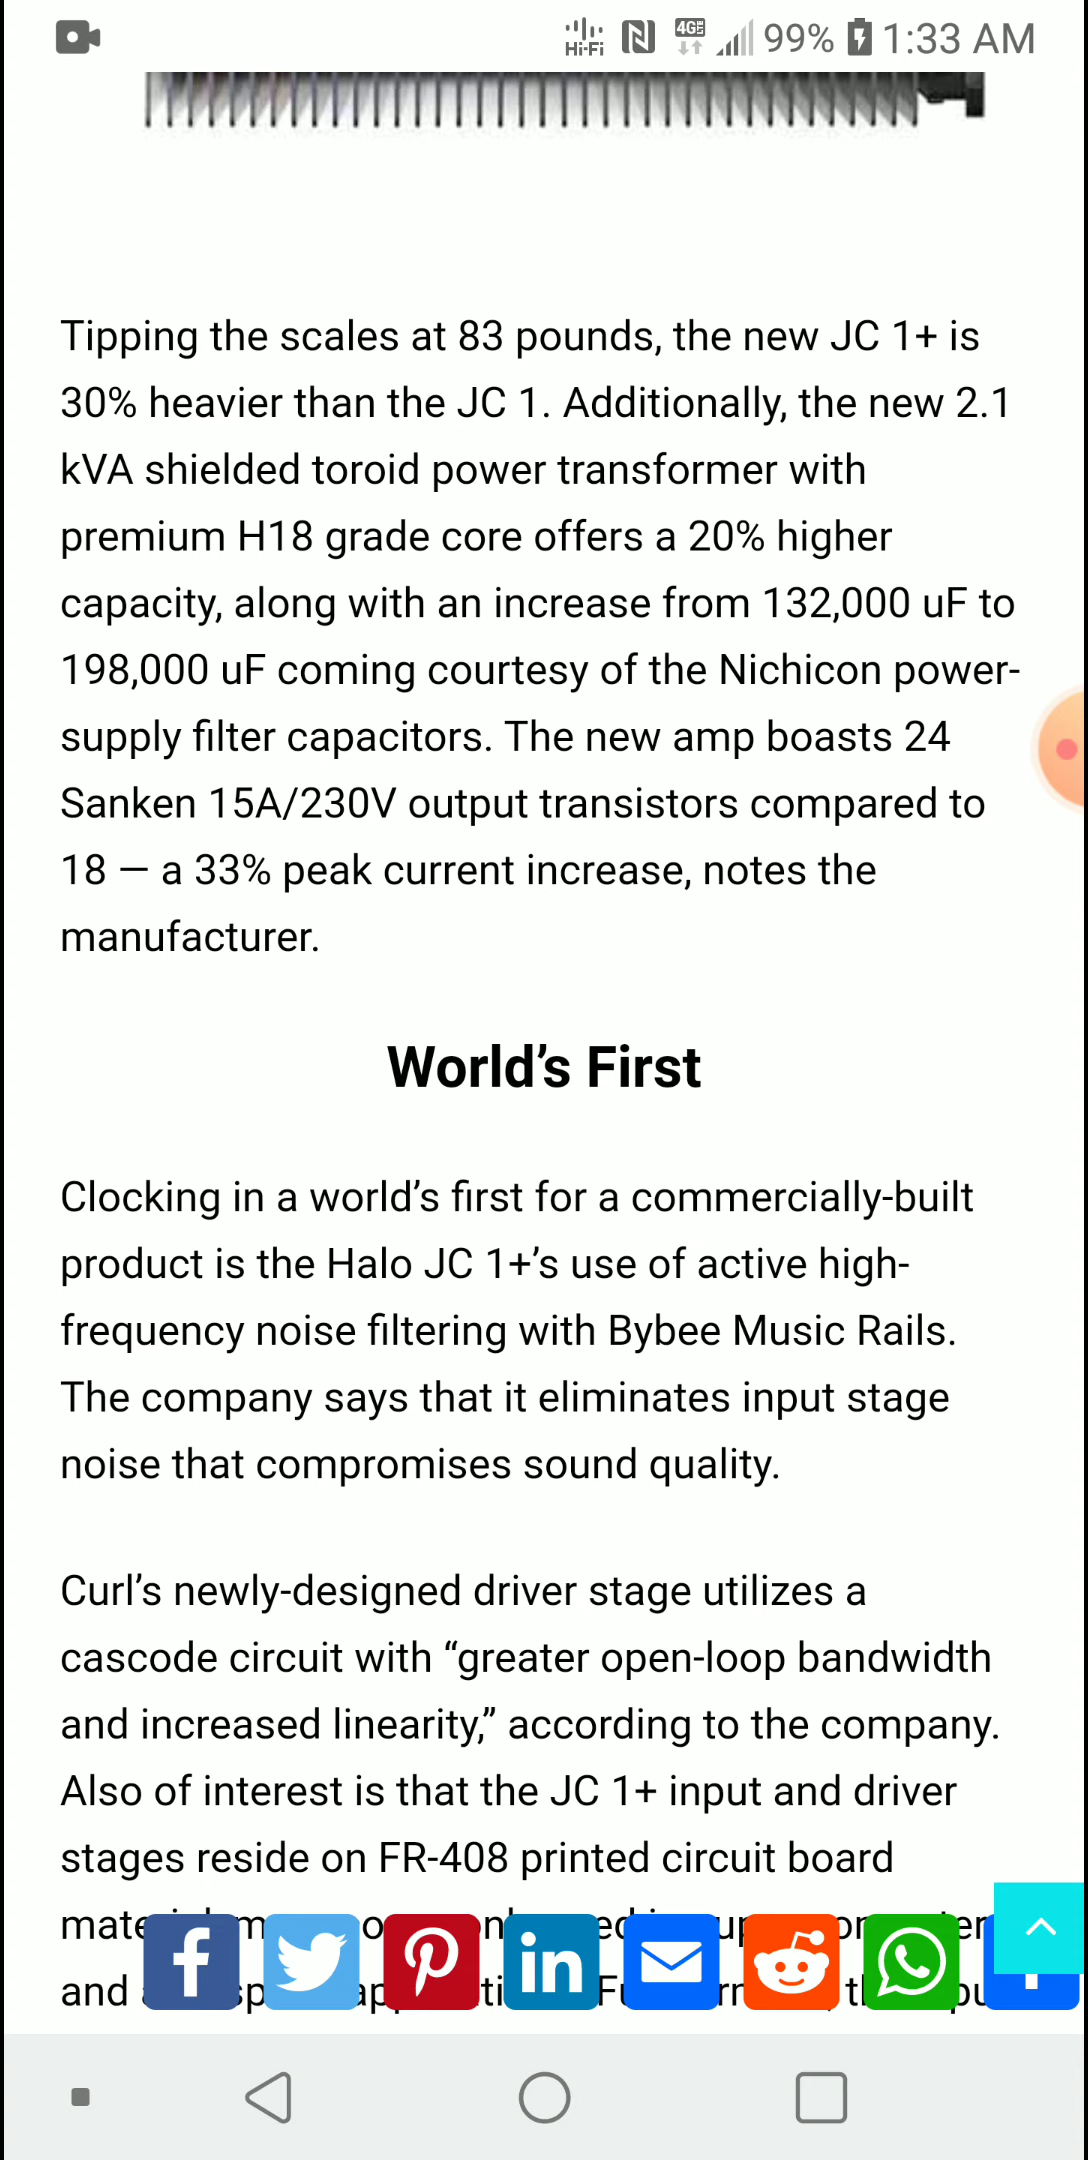 Hi-Fi 4GE 99% 1:33 AM
Tipping the scales at 83 pounds, the new JC 1+ is
30% heavier than the JC 1. Additionally, the new 2.1
kVA shielded toroid power transformer with
premium H18 grade core offers a 20% higher
capacity, along with an increase from 132,000 uF to
198,000 uF coming courtesy of the Nichicon power-
supply filter capacitors. The new amp boasts 24
Sanken 15A/230V output transistors compared to
18 — a 33% peak current increase, notes the
manufacturer.
World’s First
Clocking in a world’s first for a commercially-built
product is the Halo JC 1+’s use of active high-
frequency noise filtering with Bybee Music Rails.
The company says that it eliminates input stage
noise that compromises sound quality.
Curl’s newly-designed driver stage utilizes a
cascode circuit with “greater open-loop bandwidth
and increased linearity,” according to the company.
Also of interest is that the JC 1+ input and driver
stages reside on FR-408 printed circuit board
and